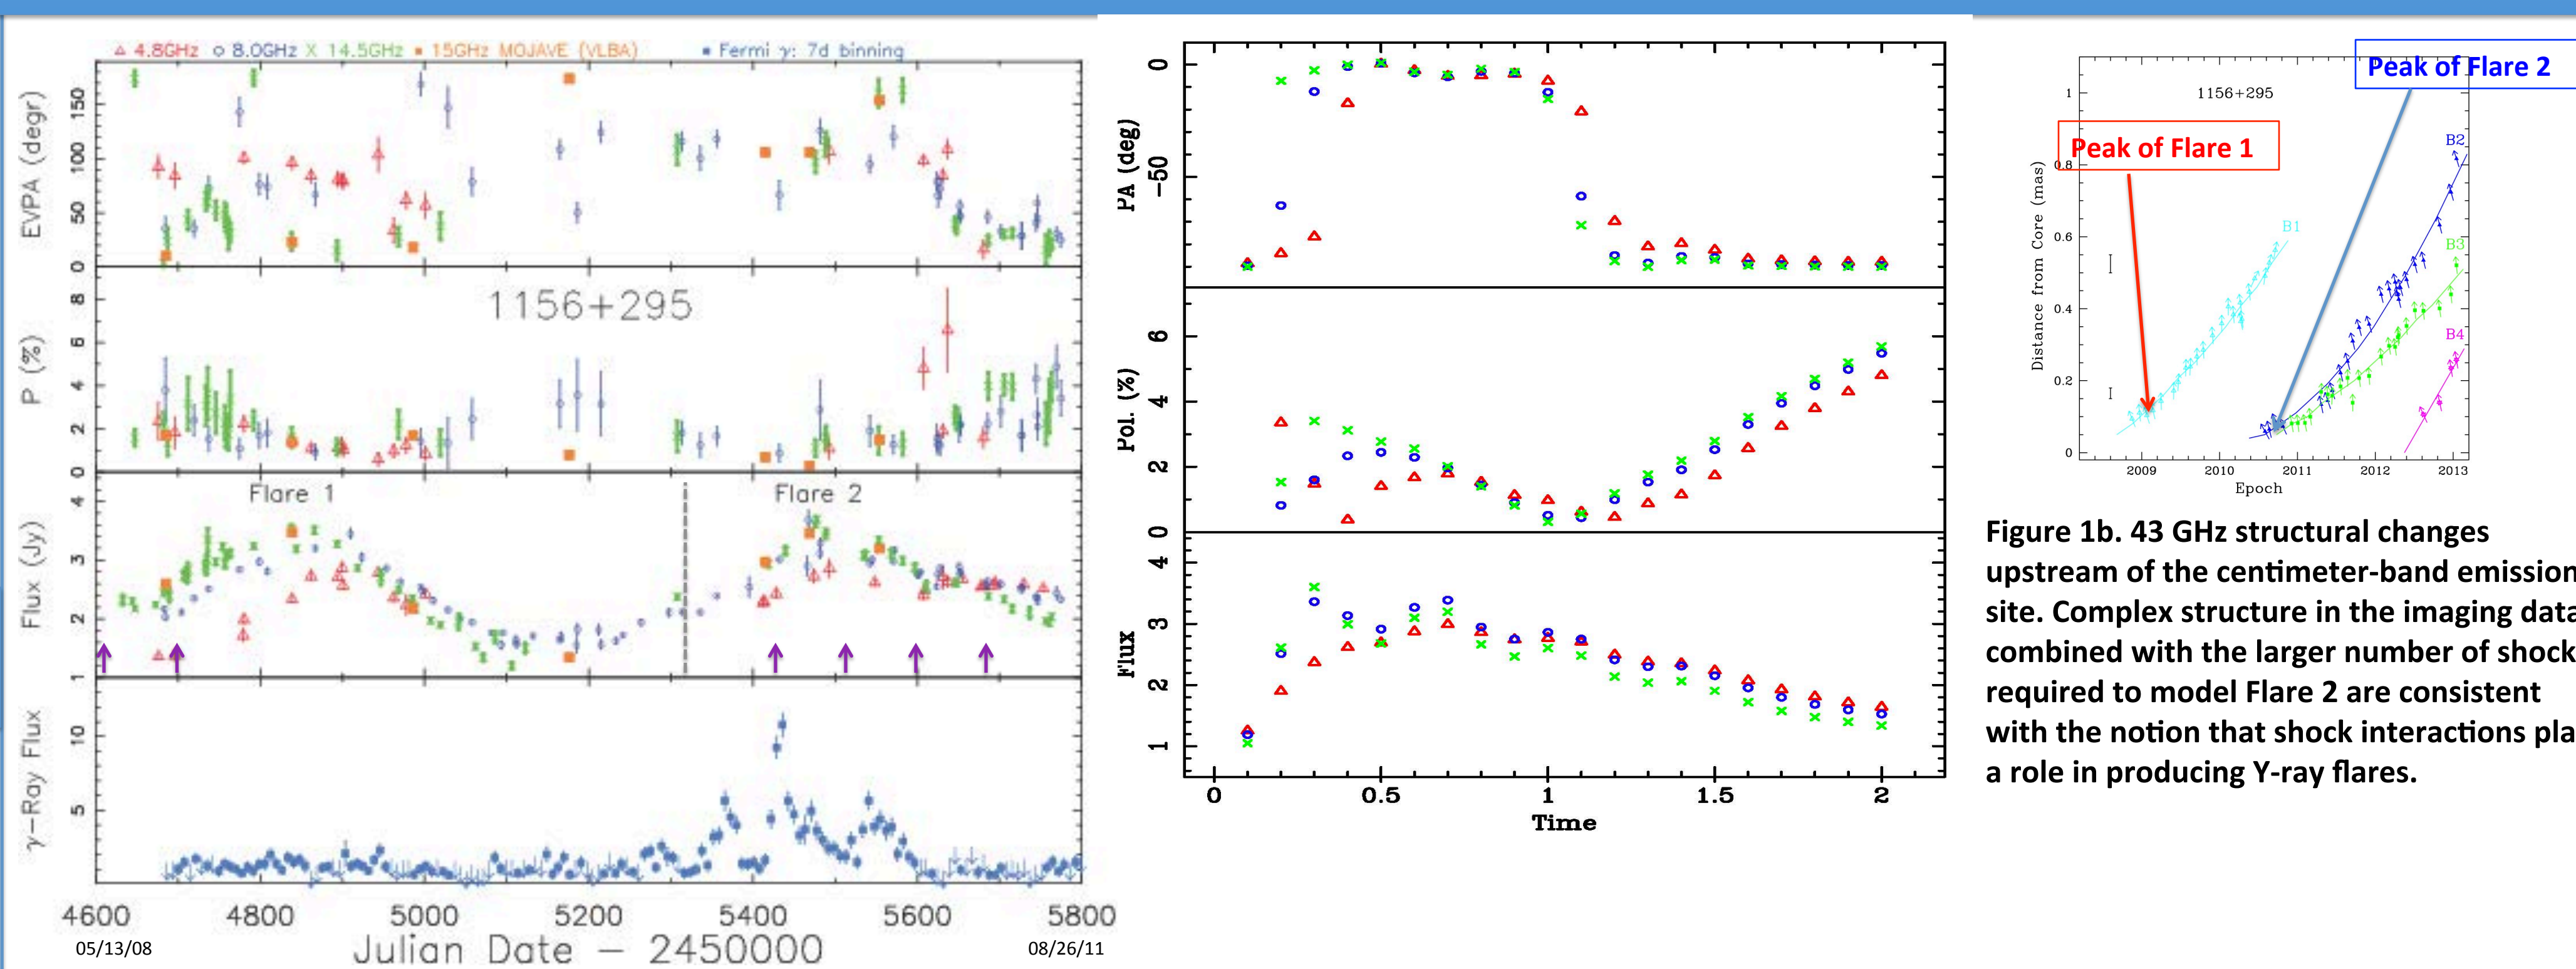 △ 4.8GHz ○ 8.0GHz X 14.5GHz ▪ 15GHz MOJAVE (VLBA) ▪ Fermi γ: 7d binning
EVPA (degr)
150
100
50
0
P (%)
8
6
4
2
0
1156+295
Flux (Jy)
4
3
2
1
Flare 1
Flare 2
γ-Ray Flux
10
5
4600 4800 5000 5200 5400 5600 5800
05/13/08
08/26/11
Julian Date – 2450000
PA (deg)
0
-50
Pol. (%)
6
4
2
0
Flux
4
3
2
1
0 0.5 1 1.5 2
Time
Peak of Flare 2
1156+295
Peak of Flare 1
Distance from Core (mas)
1
0.8
0.6
0.4
0.2
0
B1
B2
B3
B4
2009 2010 2011 2012 2013
Epoch
Figure 1b. 43 GHz structural changes
upstream of the centimeter-band emission
site. Complex structure in the imaging data
combined with the larger number of shock
required to model Flare 2 are consistent
with the notion that shock interactions pla
a role in producing Υ-ray flares.